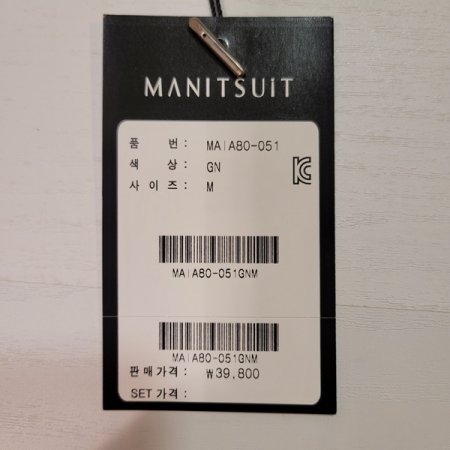 MANITSUIT
품 번 : MAIA80-051
색 상 : GN
사 이 즈 : M
KC
MAIA80-051GNM
MAIA80-051GNM
판매가격 : ₩39,800
SET 가격 :